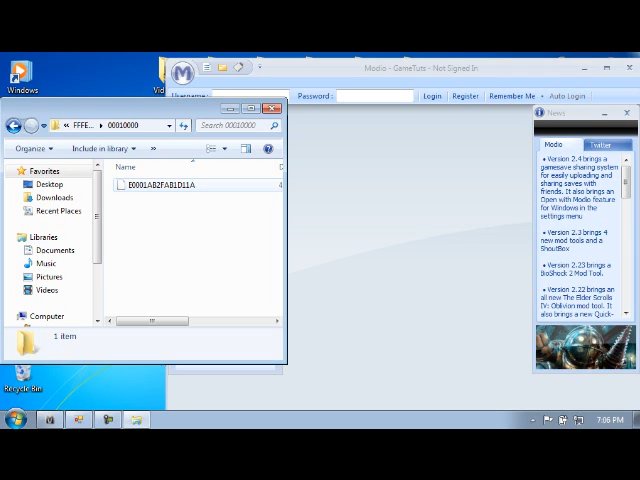 Windows
Vid
Modio - GameTuts - Not Signed In
Username:
Password :
Login
Register
Remember Me
Auto Login
« FFFE... ▸ 00010000
Search 00010000
Organize
Include in library
»
Favorites
Desktop
Downloads
Recent Places
Libraries
Documents
Music
Pictures
Videos
Computer
Name
E0001AB2FAB1D11A
4
1 item
News
Modio
Twitter
• Version 2.4 brings a
gamesave sharing system
for easily uploading and
sharing saves with
friends. It also brings an
Open with Modio feature
for Windows in the
settings menu
• Version 2.3 brings 4
new mod tools and a
ShoutBox
• Version 2.23 brings a
BioShock 2 Mod Tool.
• Version 2.22 brings an
all new The Elder Scrolls
IV: Oblivion mod tool. It
also brings a new Quick-
Recycle Bin
7:06 PM